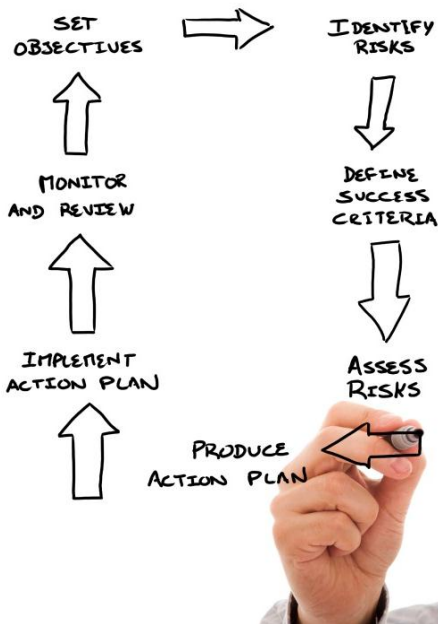 SET
OBJECTIVES
IDENTIFY
RISKS
DEFINE
SUCCESS
CRITERIA
ASSESS
RISKS
PRODUCE
ACTION PLAN
IMPLEMENT
ACTION PLAN
MONITOR
AND REVIEW